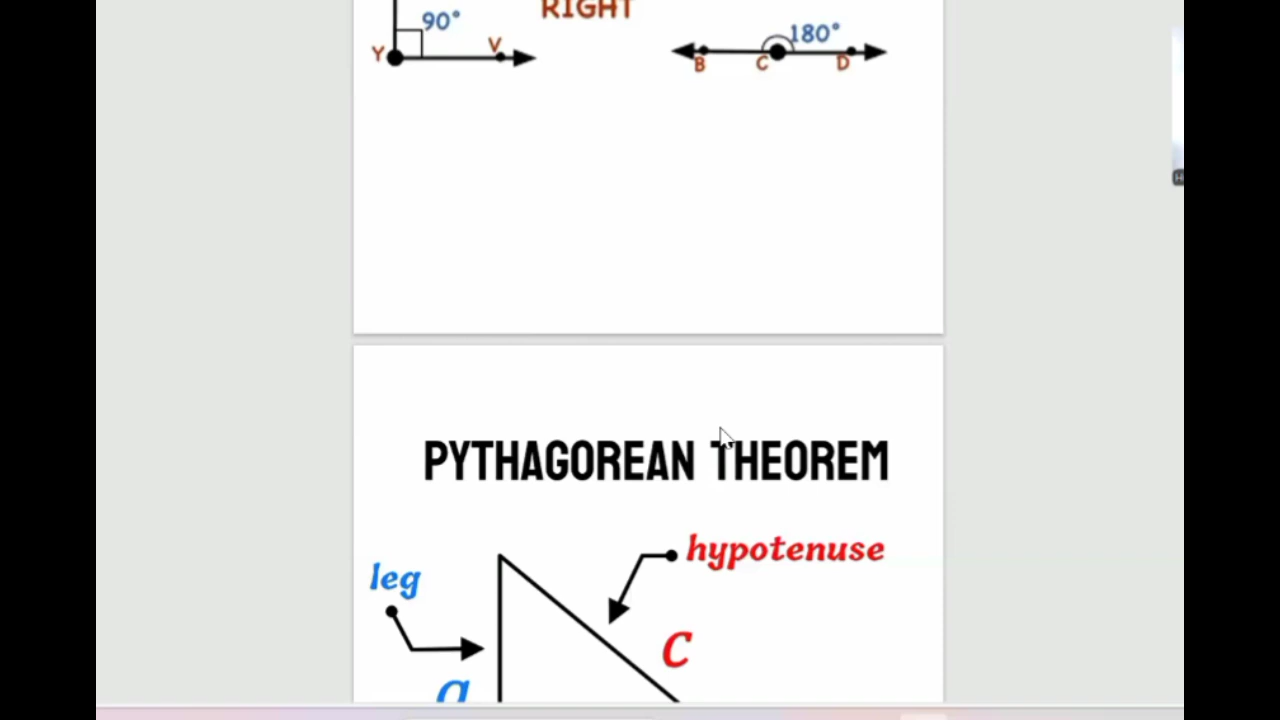 RIGHT
90°
180°
Y V
B C D
PYTHAGOREAN THEOREM
hypotenuse
leg
C
a